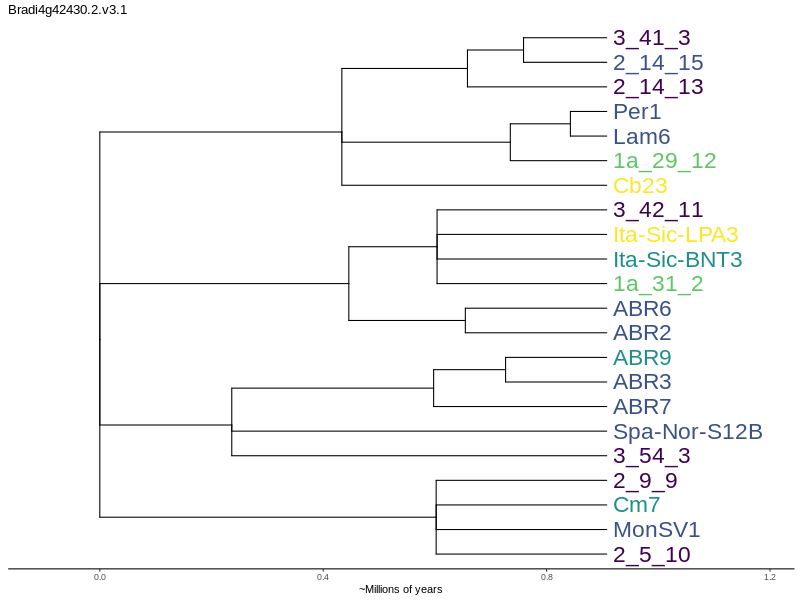 Bradi4g42430.2.v3.1
3_41_3
2_14_15
2_14_13
Per1
Lam6
1a_29_12
Cb23
3_42_11
Ita-Sic-LPA3
Ita-Sic-BNT3
1a_31_2
ABR6
ABR2
ABR9
ABR3
ABR7
Spa-Nor-S12B
3_54_3
2_9_9
Cm7
MonSV1
2_5_10
0.0 0.4 0.8 1.2
~Millions of years